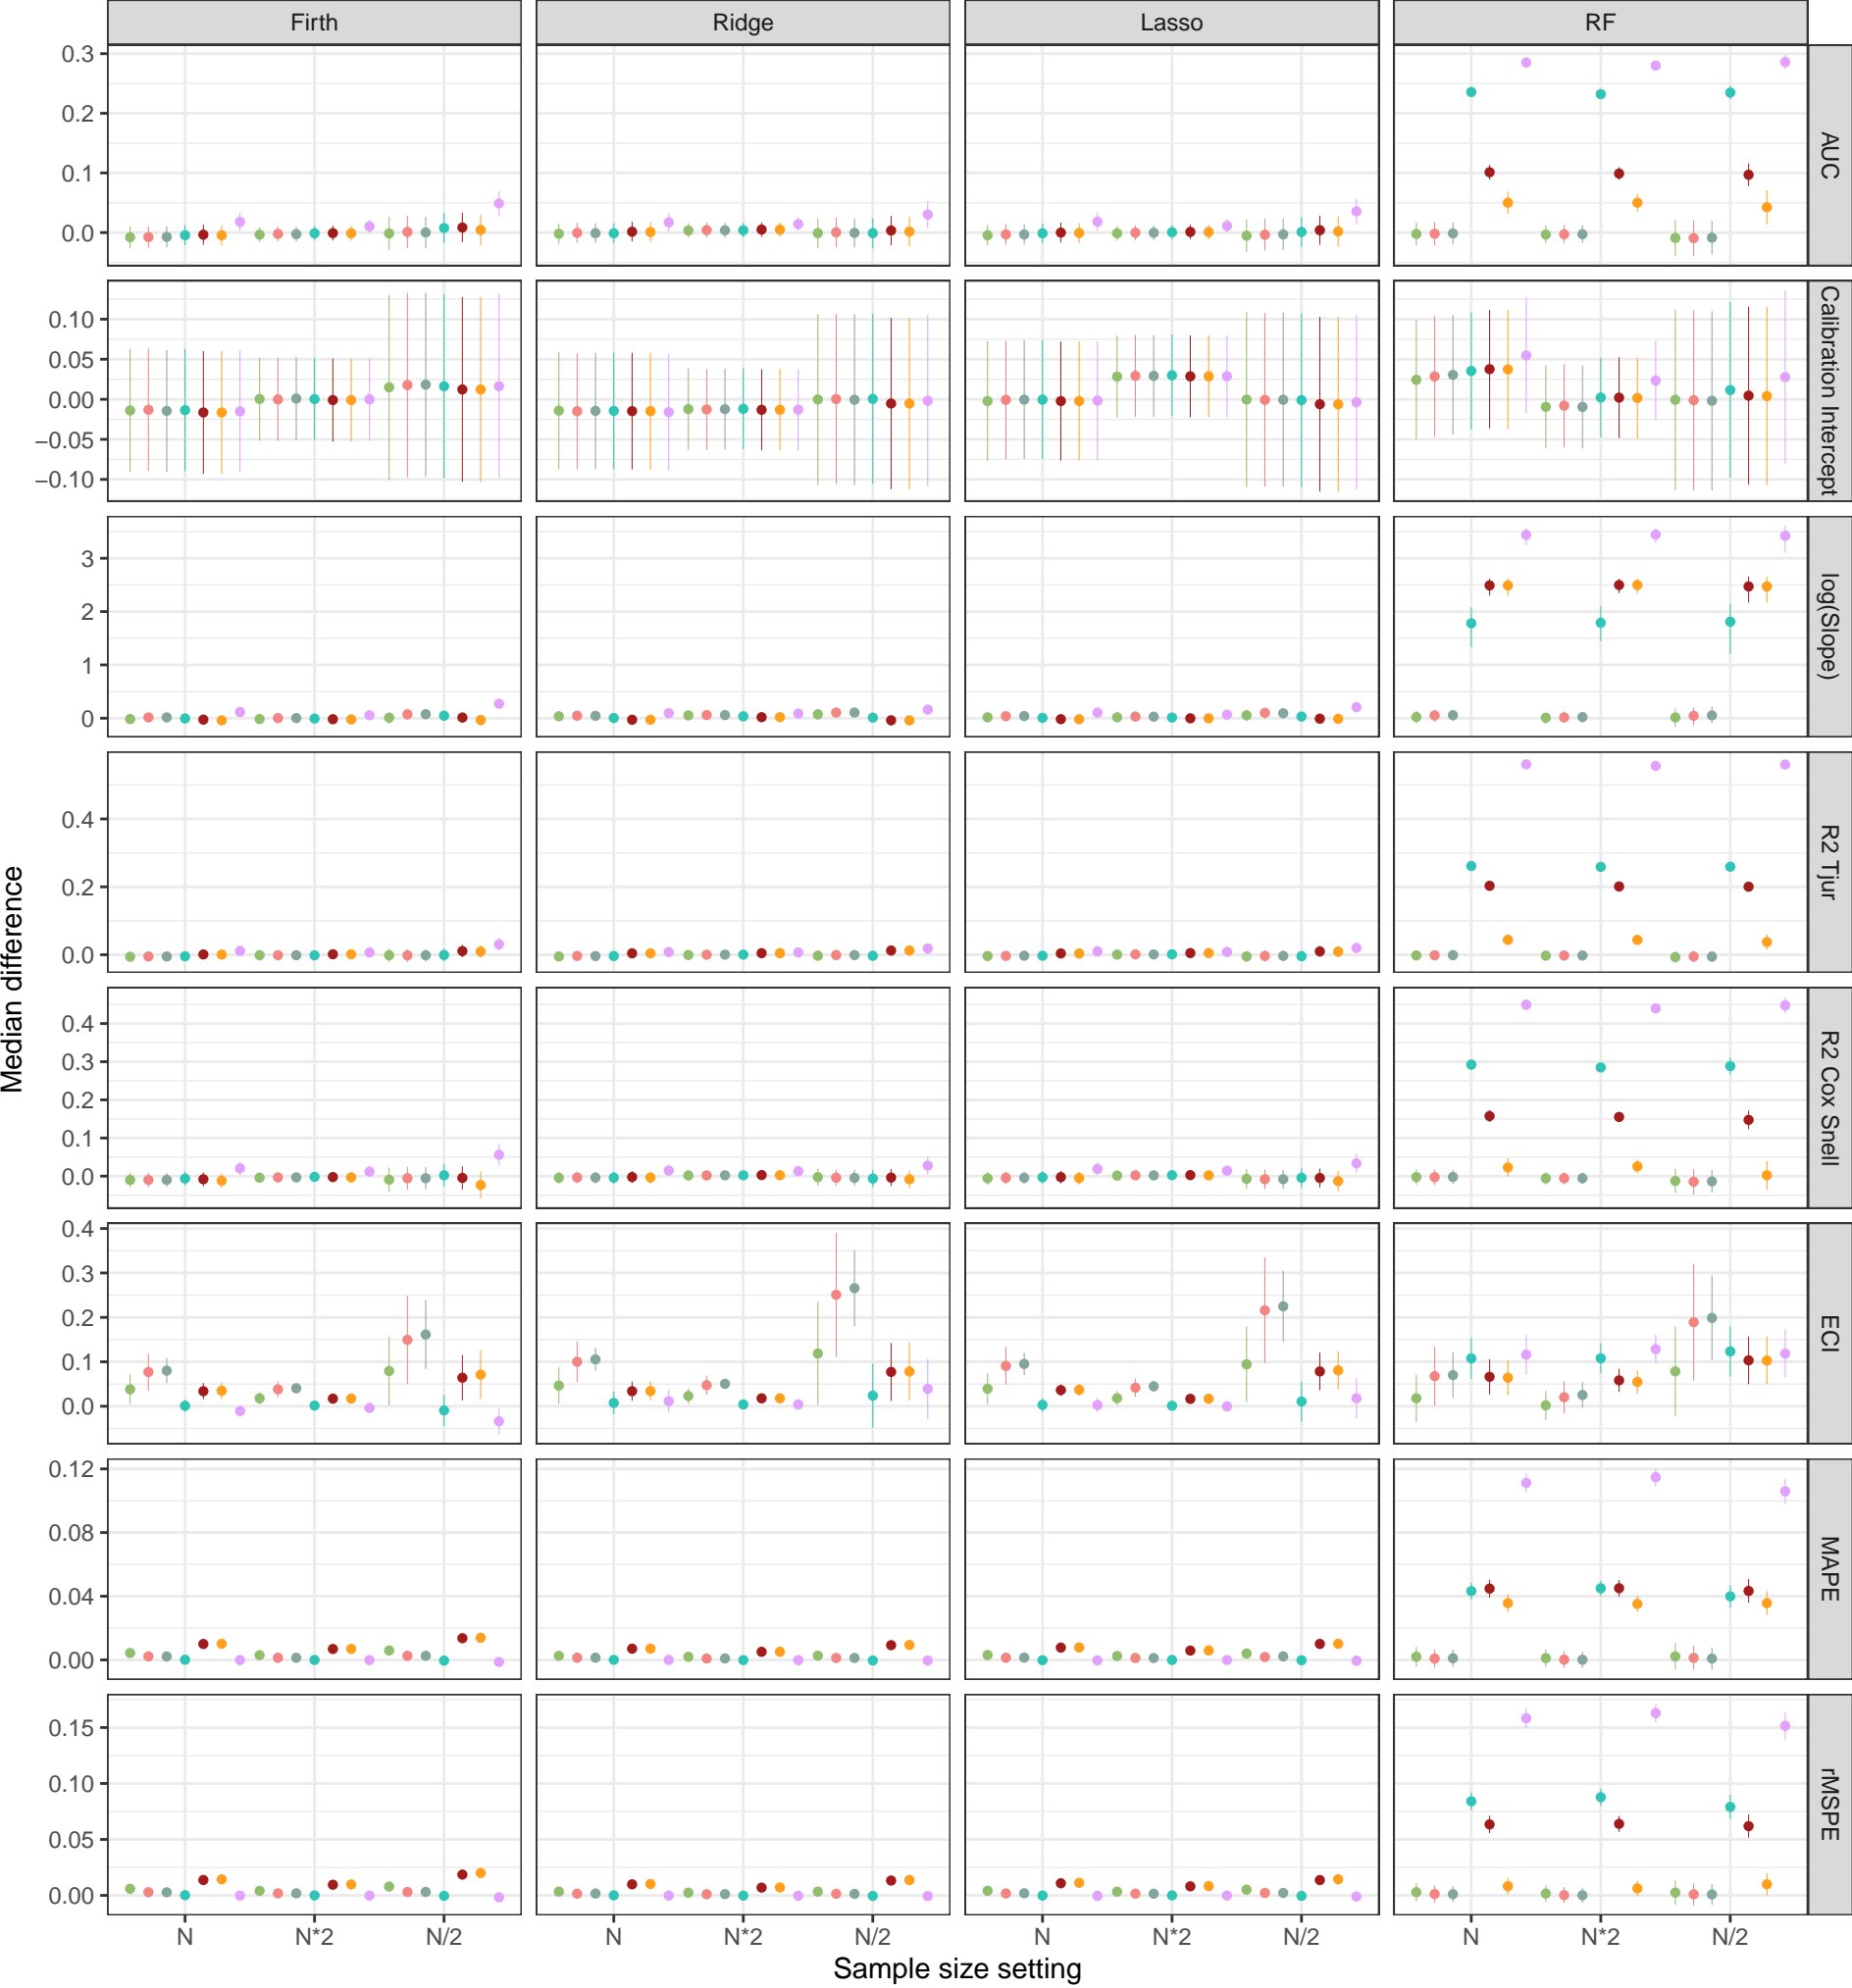 Firth Ridge Lasso RF
0.3
0.2
0.1
0.0
AUC
0.10
0.05
0.00
−0.05
−0.10
Calibration Intercept
3
2
1
0
log(Slope)
0.4
0.2
0.0
R2 Tjur
0.4
0.3
0.2
0.1
0.0
R2 Cox Snell
0.4
0.3
0.2
0.1
0.0
ECI
0.12
0.08
0.04
0.00
MAPE
0.15
0.10
0.05
0.00
rMSPE
Median difference
N N*2 N/2 N N*2 N/2 N N*2 N/2 N N*2 N/2
Sample size setting